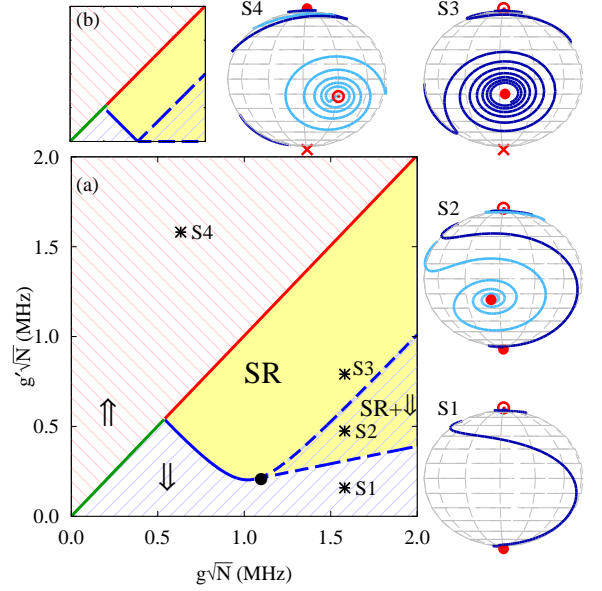 (b)
S4
S3
2.0
(a)
S4
S2
1.5
g′√N (MHz)
1.0
SR
S3
SR+⇓
S1
0.5
⇑
S2
⇓
S1
0.0
0.0
0.5
1.0
1.5
2.0
g√N (MHz)